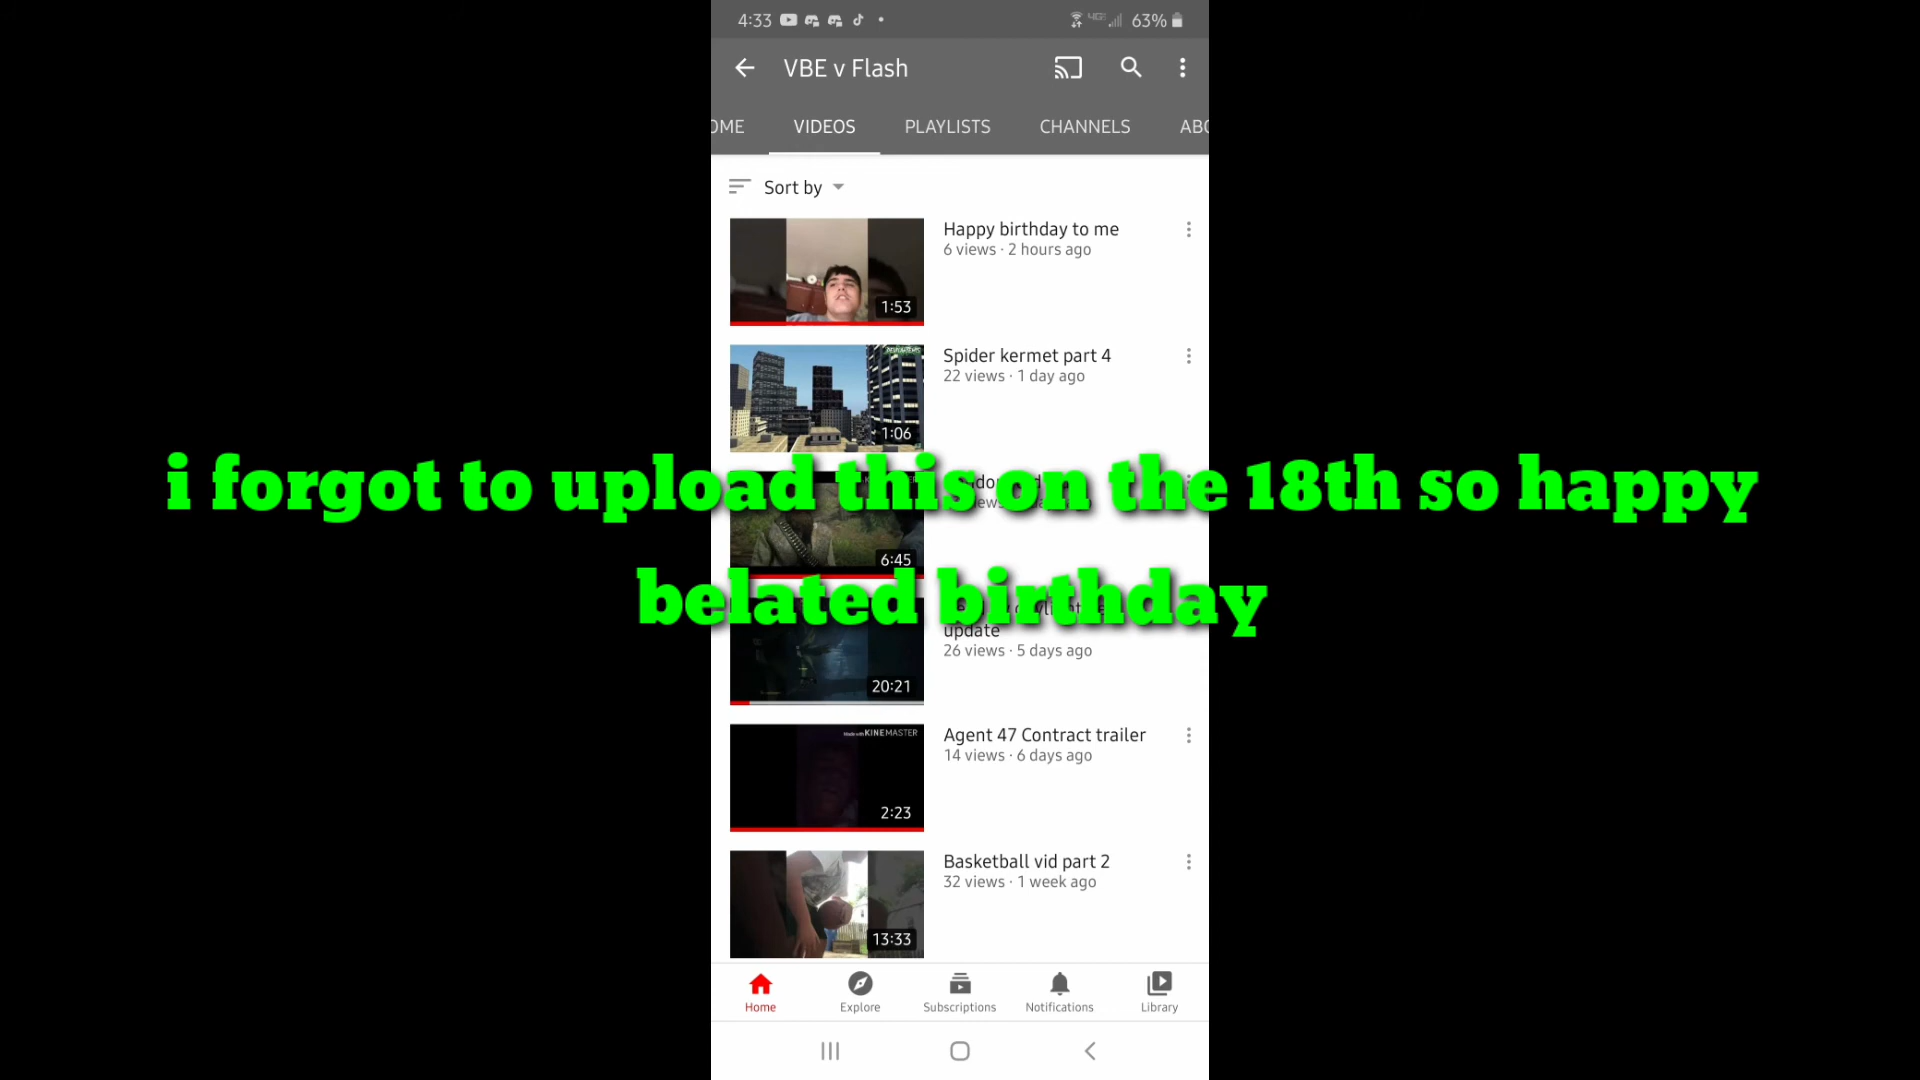 4:33
63%
VBE v Flash
OME VIDEOS PLAYLISTS CHANNELS ABO
Sort by
Happy birthday to me
6 views · 2 hours ago
1:53
Spider kermet part 4
22 views · 1 day ago
1:06
i forgot to upload this on the 18th so happy
belated birthday
6:45
update
26 views · 5 days ago
20:21
Made with KINEMASTER
Agent 47 Contract trailer
14 views · 6 days ago
2:23
Basketball vid part 2
32 views · 1 week ago
13:33
Home Explore Subscriptions Notifications Library